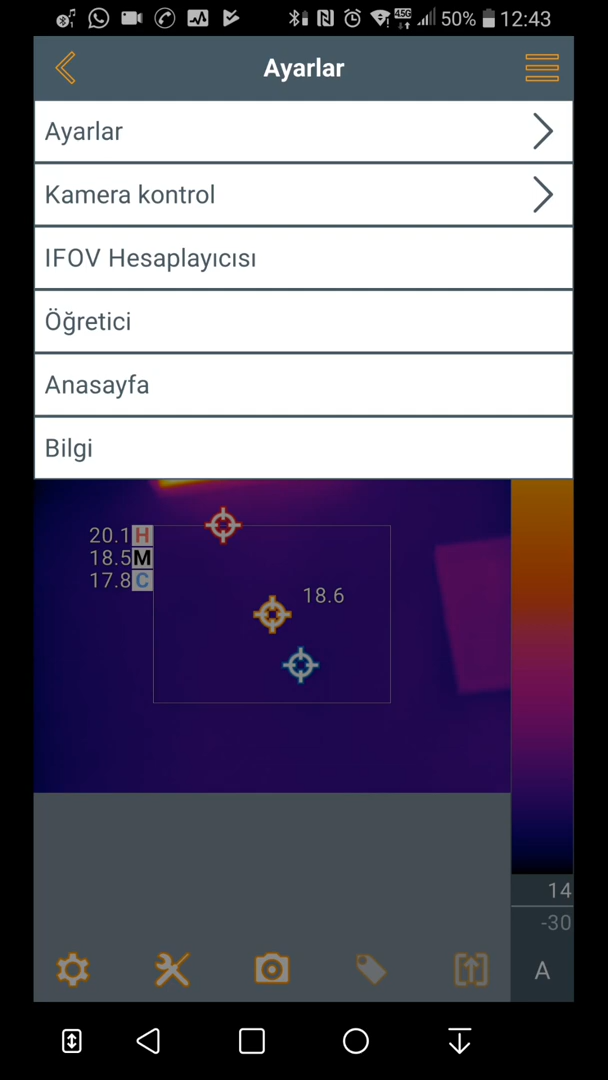 50% 12:43
Ayarlar
Ayarlar
Kamera kontrol
IFOV Hesaplayıcısı
Öğretici
Anasayfa
Bilgi
20.1 H
18.5 M
17.8 C
18.6
14
-30
A